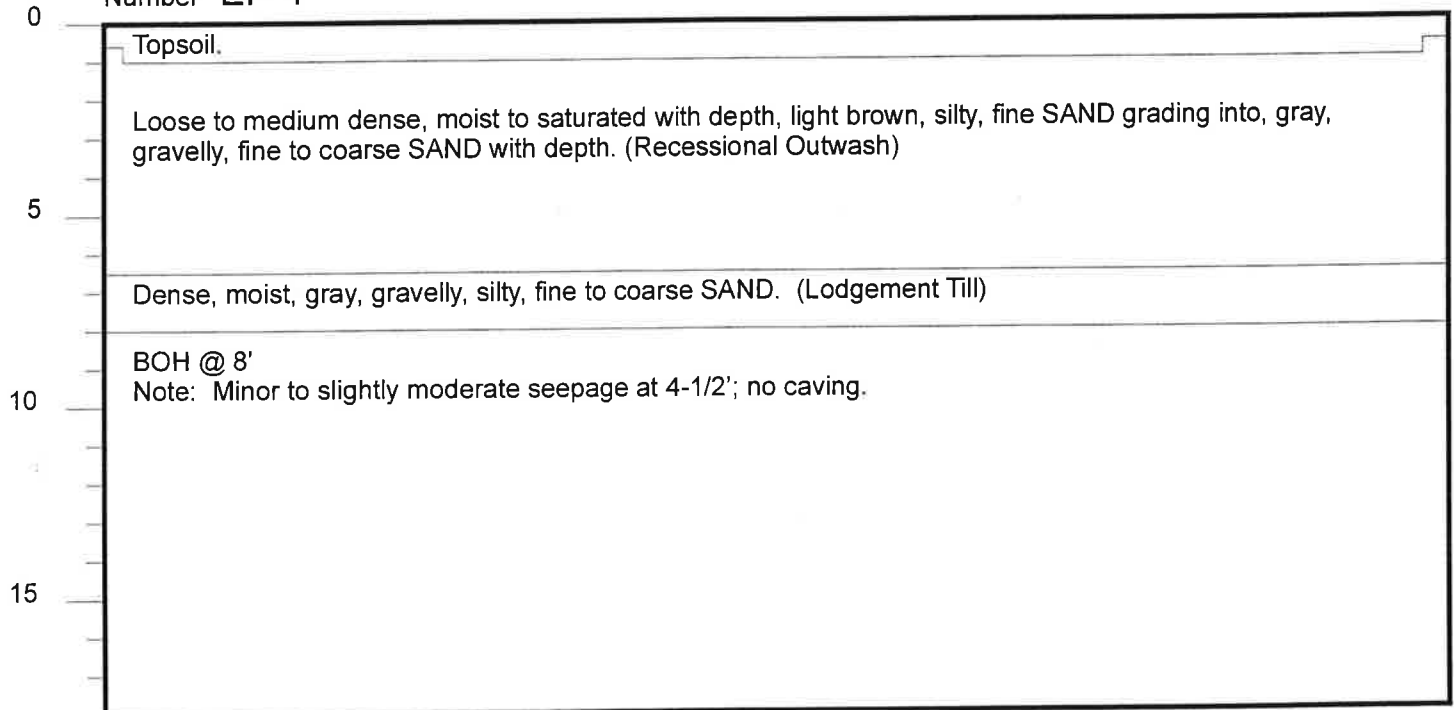 Number
0
Topsoil.
Loose to medium dense, moist to saturated with depth, light brown, silty, fine SAND grading into, gray,
gravelly, fine to coarse SAND with depth. (Recessional Outwash)
5
Dense, moist, gray, gravelly, silty, fine to coarse SAND. (Lodgement Till)
BOH @ 8'
Note: Minor to slightly moderate seepage at 4-1/2'; no caving.
10
15